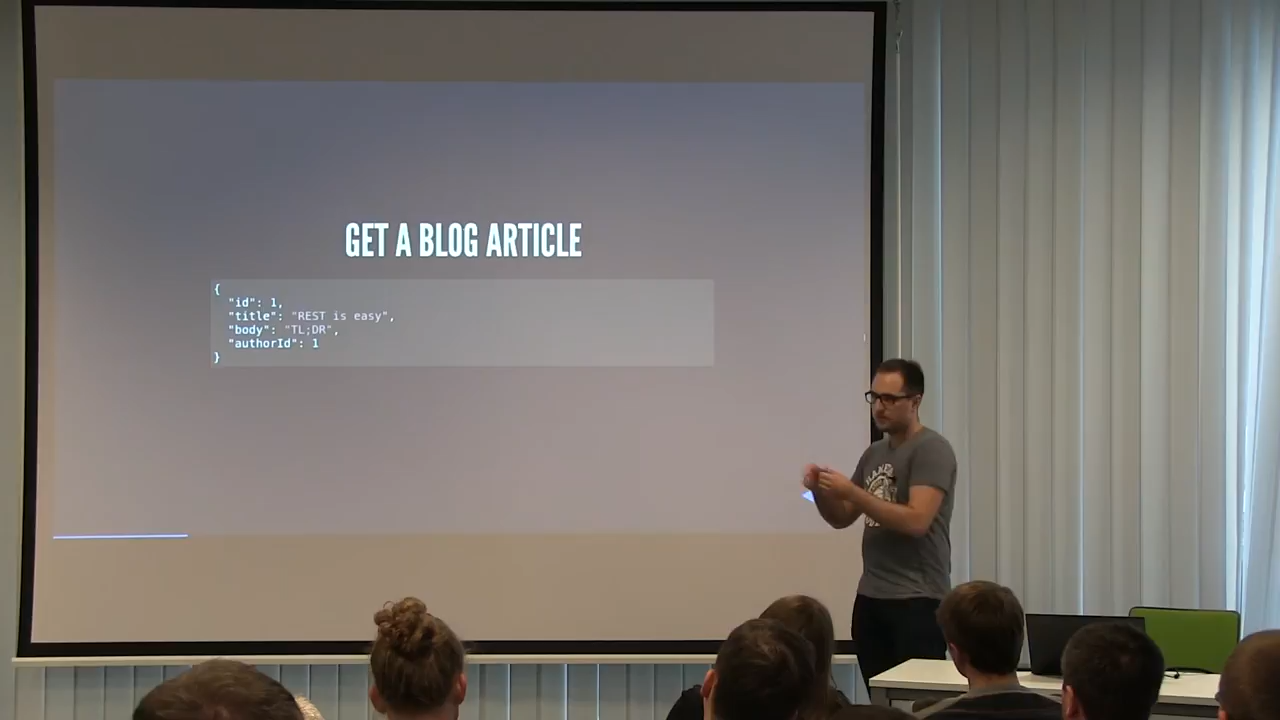 GET A BLOG ARTICLE
{
"id": 1,
"title": "REST is easy",
"body": "TL;DR",
"authorId": 1
}